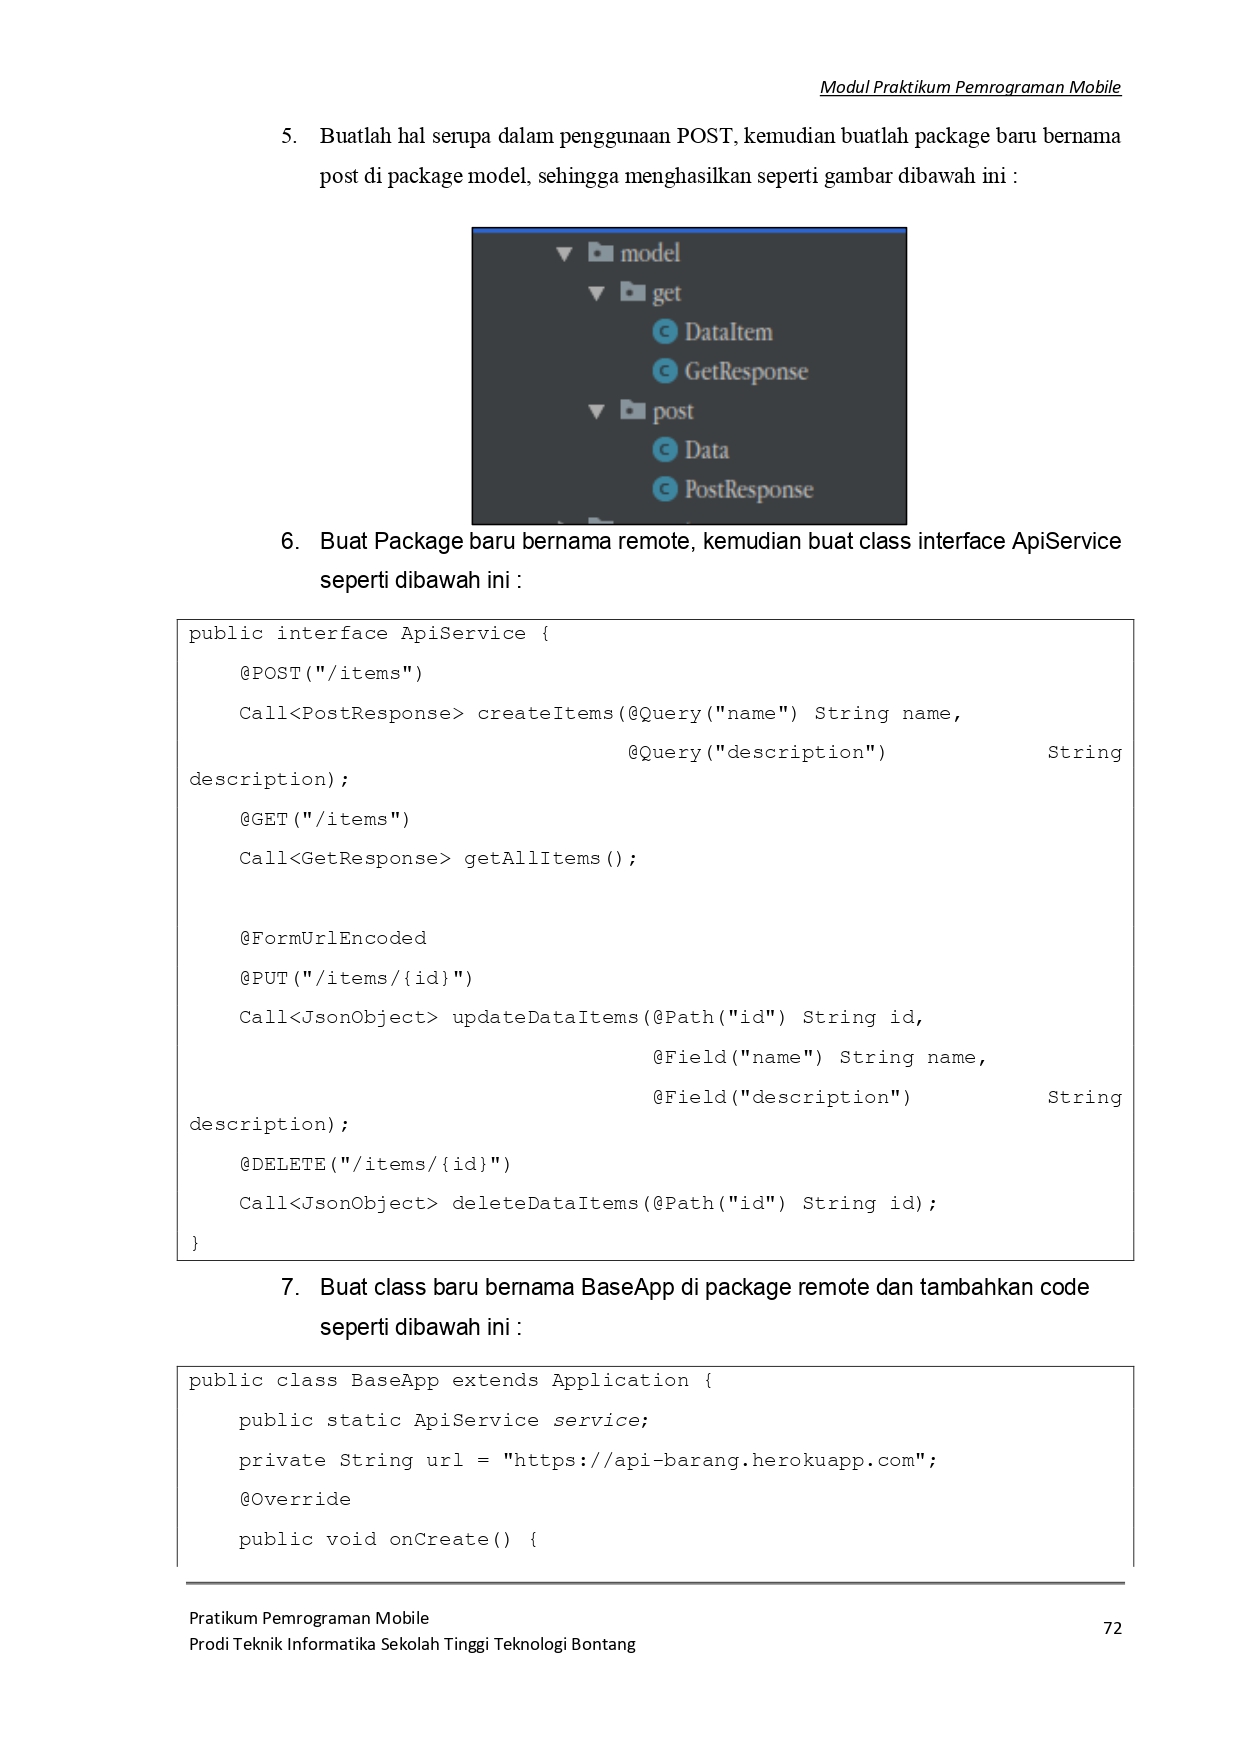 Modul Praktikum Pemrograman Mobile
5. Buatlah hal serupa dalam penggunaan POST, kemudian buatlah package baru bernama
post di package model, sehingga menghasilkan seperti gambar dibawah ini :
model
get
DataItem
GetResponse
post
Data
PostResponse
6. Buat Package baru bernama remote, kemudian buat class interface ApiService
seperti dibawah ini :
public interface ApiService {
@POST("/items")
Call<PostResponse> createItems(@Query("name") String name,
@Query("description") String
description);
@GET("/items")
Call<GetResponse> getAllItems();
@FormUrlEncoded
@PUT("/items/{id}")
Call<JsonObject> updateDataItems(@Path("id") String id,
@Field("name") String name,
@Field("description") String
description);
@DELETE("/items/{id}")
Call<JsonObject> deleteDataItems(@Path("id") String id);
}
7. Buat class baru bernama BaseApp di package remote dan tambahkan code
seperti dibawah ini :
public class BaseApp extends Application {
public static ApiService service;
private String url = "https://api-barang.herokuapp.com";
@Override
public void onCreate() {
Pratikum Pemrograman Mobile
72
Prodi Teknik Informatika Sekolah Tinggi Teknologi Bontang